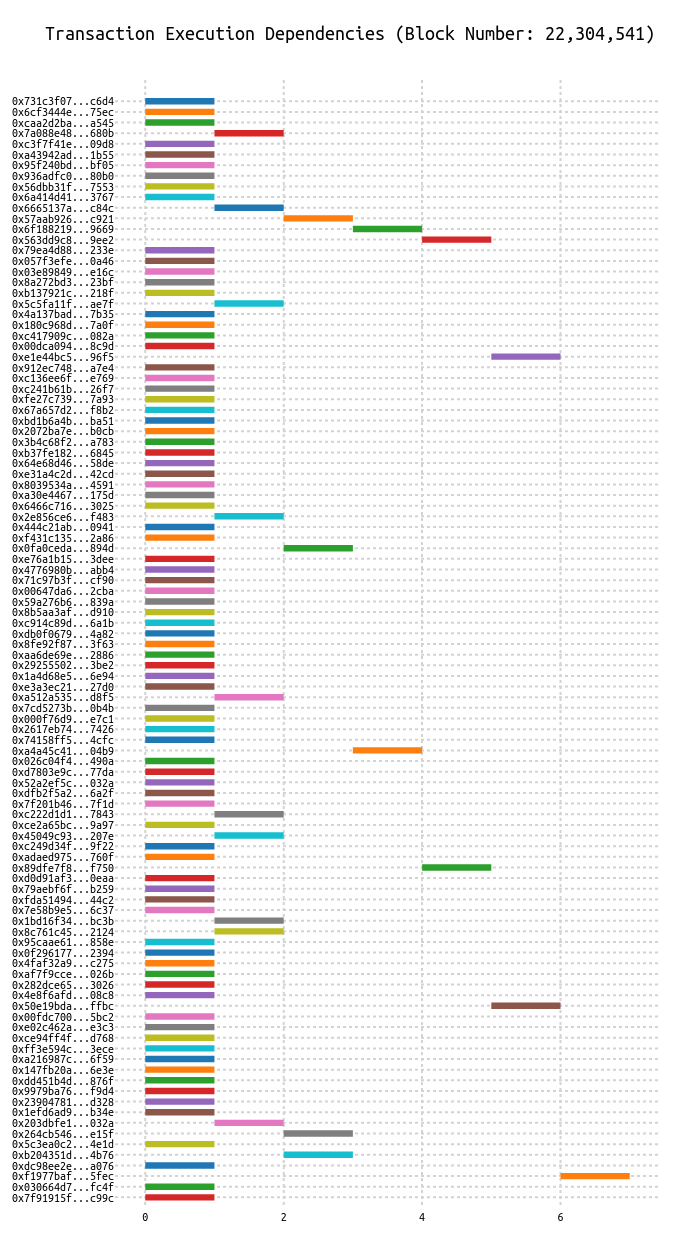 Transaction Execution Dependencies (Block Number: 22,304,541)
0x731c3f07...c6d4
0x6cf3444e...75ec
0xcaa2d2ba...a545
0x7a088e48...680b
0xc3f7f41e...09d8
0xa43942ad...1b55
0x95f240bd...bf05
0x936adfc0...80b0
0x56dbb31f...7553
0x6a414d41...3767
0x6665137a...c84c
0x57aab926...c921
0x6f188219...9669
0x563dd9c8...9ee2
0x79ea4d88...233e
0x057f3efe...0a46
0x03e89849...e16c
0x8a272bd3...23bf
0xb137921c...218f
0x5c5fa11f...ae7f
0x4a137bad...7b35
0x180c968d...7a0f
0xc417909c...082a
0x00dca094...8c9d
0xe1e44bc5...96f5
0x912ec748...a7e4
0xc136ee6f...e769
0xc241b61b...26f7
0xfe27c739...7a93
0x67a657d2...f8b2
0xbd1b6a4b...ba51
0x2072ba7e...b0cb
0x3b4c68f2...a783
0xb37fe182...6845
0x64e68d46...58de
0xe31a4c2d...42cd
0x8039534a...4591
0xa30e4467...175d
0x6466c716...3025
0x2e856ce6...f483
0x444c21ab...0941
0xf431c135...2a86
0x0fa0ceda...894d
0xe76a1b15...3dee
0x4776980b...abb4
0x71c97b3f...cf90
0x00647da6...2cba
0x59a276b6...839a
0x8b5aa3af...d910
0xc914c89d...6a1b
0xdb0f0679...4a82
0x8fe92f87...3f63
0xaa6de69e...2886
0x29255502...3be2
0x1a4d68e5...6e94
0xe3a3ec21...27d0
0xa512a535...d8f5
0x7cd5273b...0b4b
0x000f76d9...e7c1
0x2617eb74...7426
0x74158ff5...4cfc
0xa4a45c41...04b9
0x026c04f4...490a
0xd7803e9c...77da
0x52a2ef5c...032a
0xdfb2f5a2...6a2f
0x7f201b46...7f1d
0xc222d1d1...7843
0xce2a65bc...9a97
0x45049c93...207e
0xc249d34f...9f22
0xadaed975...760f
0x89dfe7f8...f750
0xd0d91af3...0eaa
0x79aebf6f...b259
0xfda51494...44c2
0x7e58b9e5...6c37
0x1bd16f34...bc3b
0x8c761c45...2124
0x95caae61...858e
0x0f296177...2394
0x4faf32a9...c275
0xaf7f9cce...026b
0x282dce65...3026
0x4e8f6afd...08c8
0x50e19bda...ffbc
0x00fdc700...5bc2
0xe02c462a...e3c3
0xce94ff4f...d768
0xff3e594c...3ece
0xa216987c...6f59
0x147fb20a...6e3e
0xdd451b4d...876f
0x9979ba76...f9d4
0x23904781...d328
0x1efd6ad9...b34e
0x203dbfe1...032a
0x264cb546...e15f
0x5c3ea0c2...4e1d
0xb204351d...4b76
0xdc98ee2e...a076
0xf1977baf...5fec
0x030664d7...fc4f
0x7f91915f...c99c
0 2 4 6